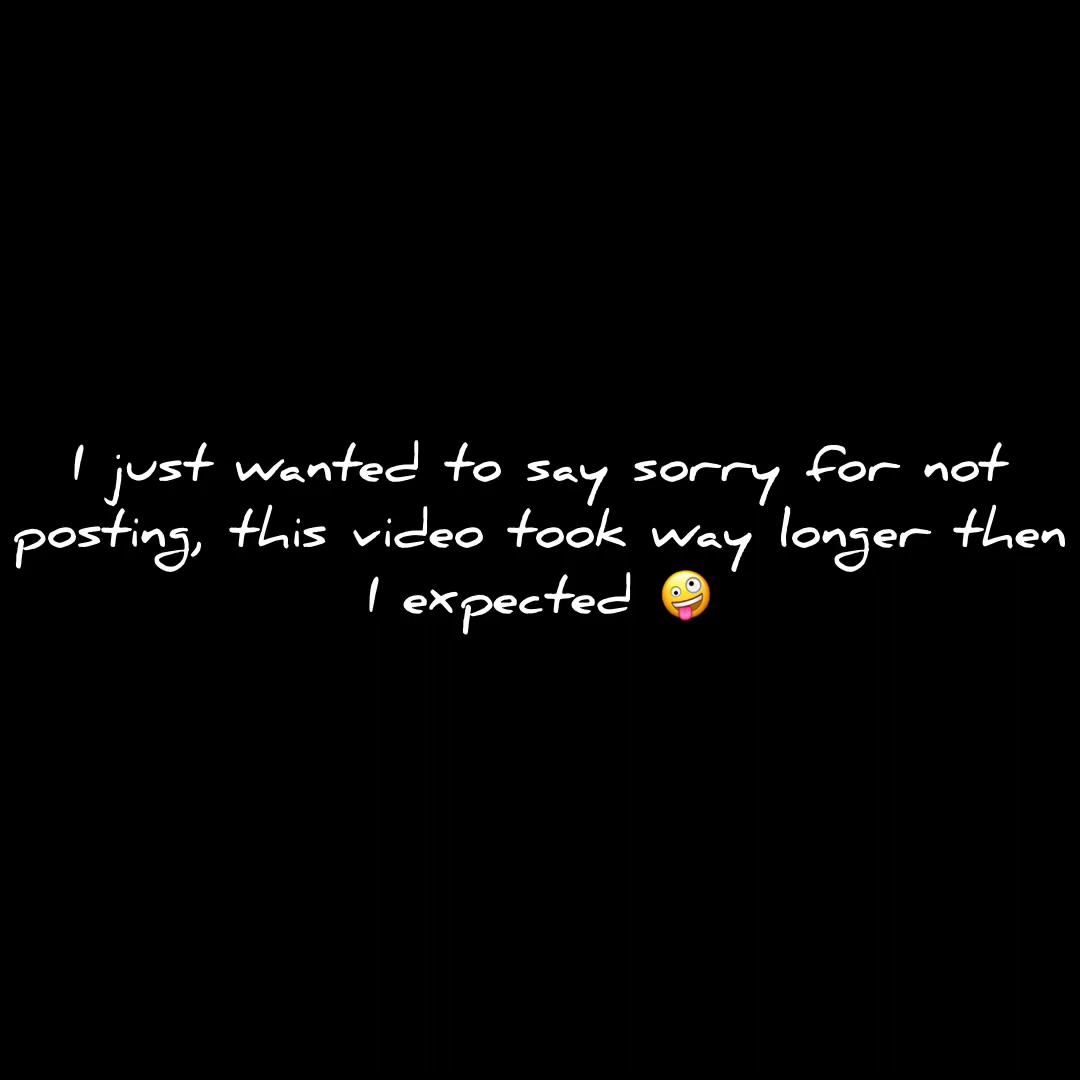 I just wanted to say sorry for not
posting, this video took way longer then
I expected 🤪